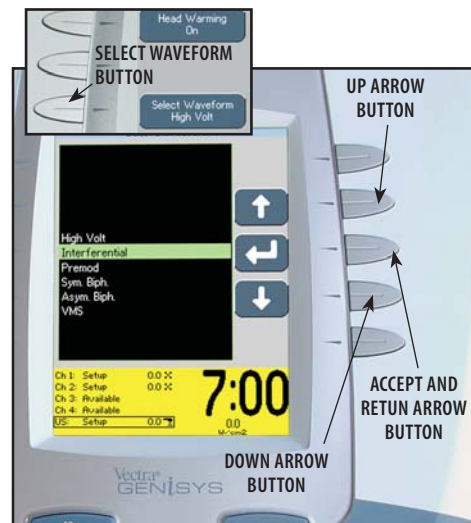 Head Warming
On
SELECT WAVEFORM
BUTTON
Select Waveform
High Volt
UP ARROW
BUTTON
High Volt
Interferential
Premod
Sym. Biph.
Asym. Biph.
VMS
Ch 1: Setup 0.0 %
Ch 2: Setup 0.0 %
Ch 3: Available
Ch 4: Available
US: Setup 0.0
7:00
0.0
W/cm2
ACCEPT AND
RETUN ARROW
BUTTON
DOWN ARROW
BUTTON
Vectra®
GENiSYS